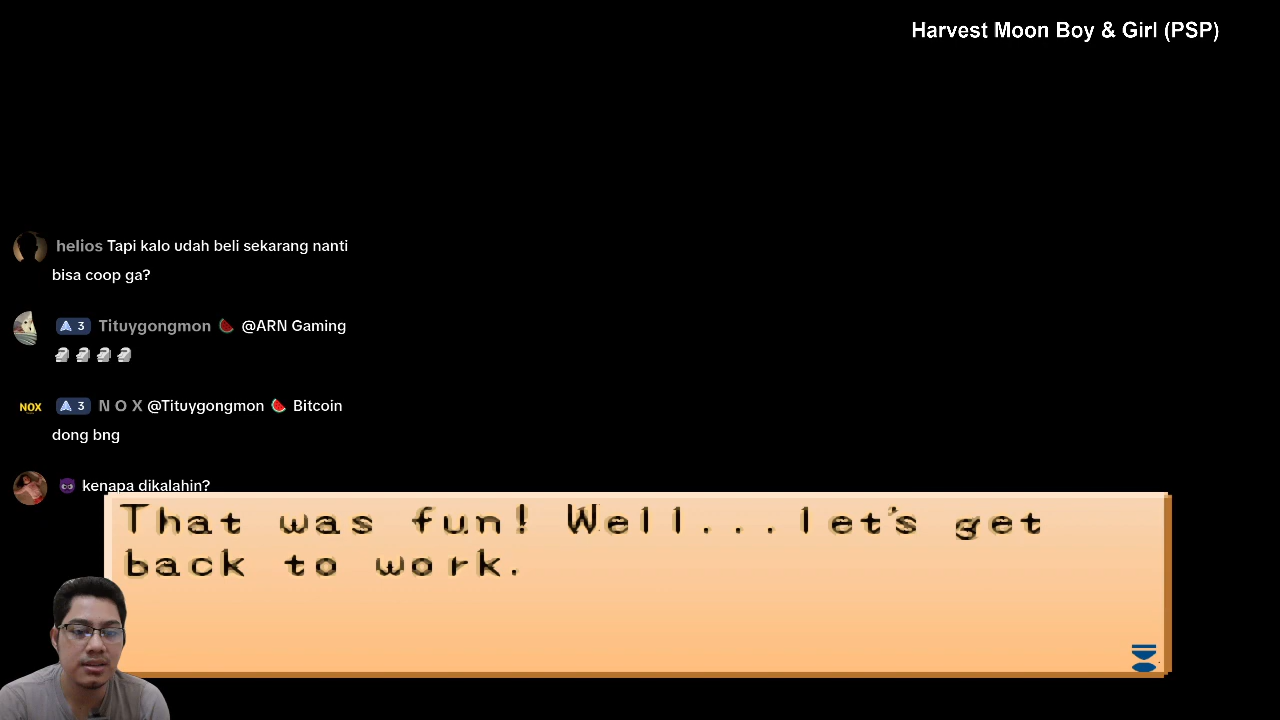 Harvest Moon Boy & Girl (PSP)
helios Tapi kalo udah beli sekarang nanti
bisa coop ga?
3 Tituygongmon 🍉 @ARN Gaming
🗿🗿🗿🗿
NOX 3 N O X @Tituygongmon 🍉 Bitcoin
dong bng
😈 kenapa dikalahin?
That was fun! Well...let's get
back to work.